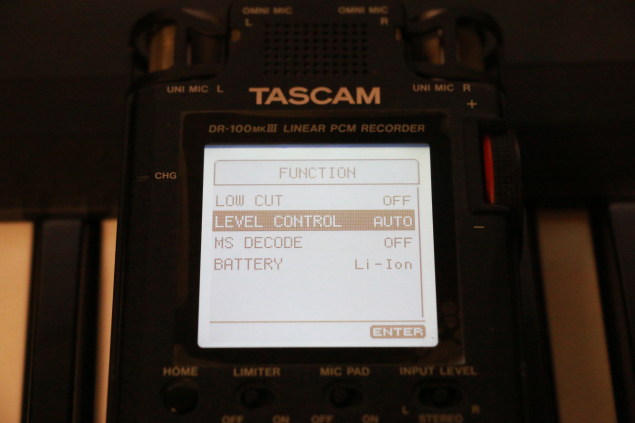 OMNI MIC OMNI MIC
L R
UNI MIC L UNI MIC R
TASCAM
+
DR-100MKIII LINEAR PCM RECORDER
CHG
FUNCTION
LOW CUT OFF
LEVEL CONTROL AUTO
MS DECODE OFF
BATTERY Li-Ion
−
ENTER
HOME LIMITER MIC PAD INPUT LEVEL
OFF ON OFF ON L STEREO R